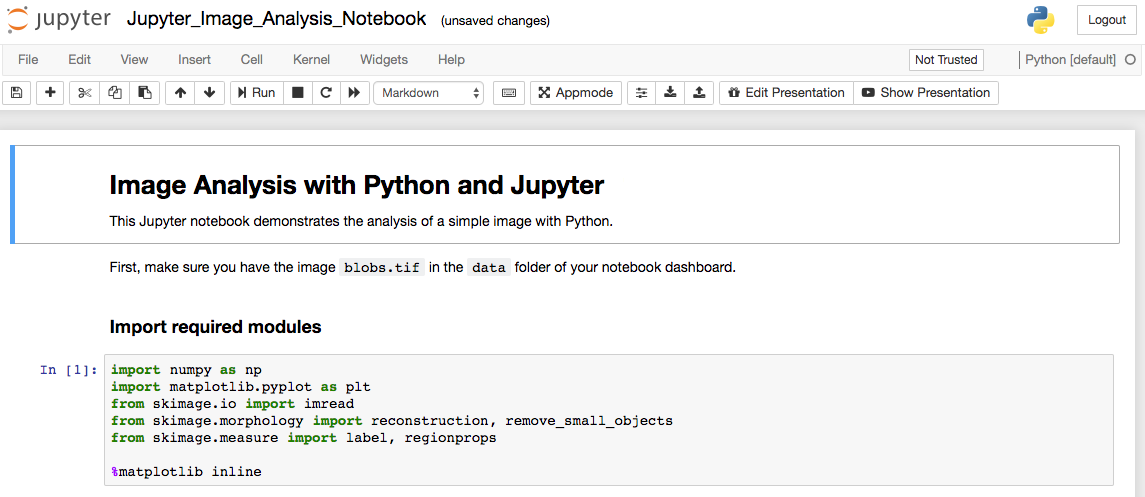 jupyter Jupyter_Image_Analysis_Notebook (unsaved changes) Logout
File Edit View Insert Cell Kernel Widgets Help Not Trusted Python [default]
Run Markdown Appmode Edit Presentation Show Presentation
Image Analysis with Python and Jupyter
This Jupyter notebook demonstrates the analysis of a simple image with Python.
First, make sure you have the image blobs.tif in the data folder of your notebook dashboard.
Import required modules
In [1]: import numpy as np
import matplotlib.pyplot as plt
from skimage.io import imread
from skimage.morphology import reconstruction, remove_small_objects
from skimage.measure import label, regionprops
%matplotlib inline